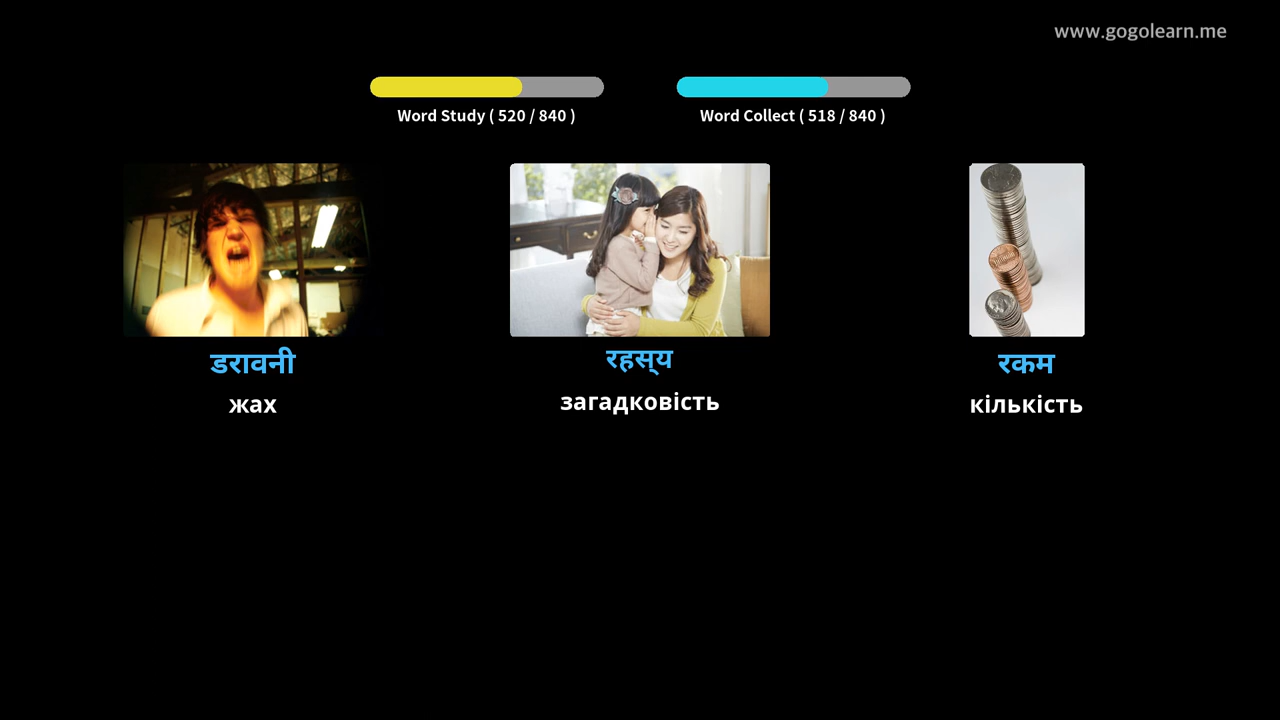 www.gogolearn.me
Word Study ( 520 / 840 )
Word Collect ( 518 / 840 )
डरावनी
жах
रहस्‌य
загадковість
रकम
кількість